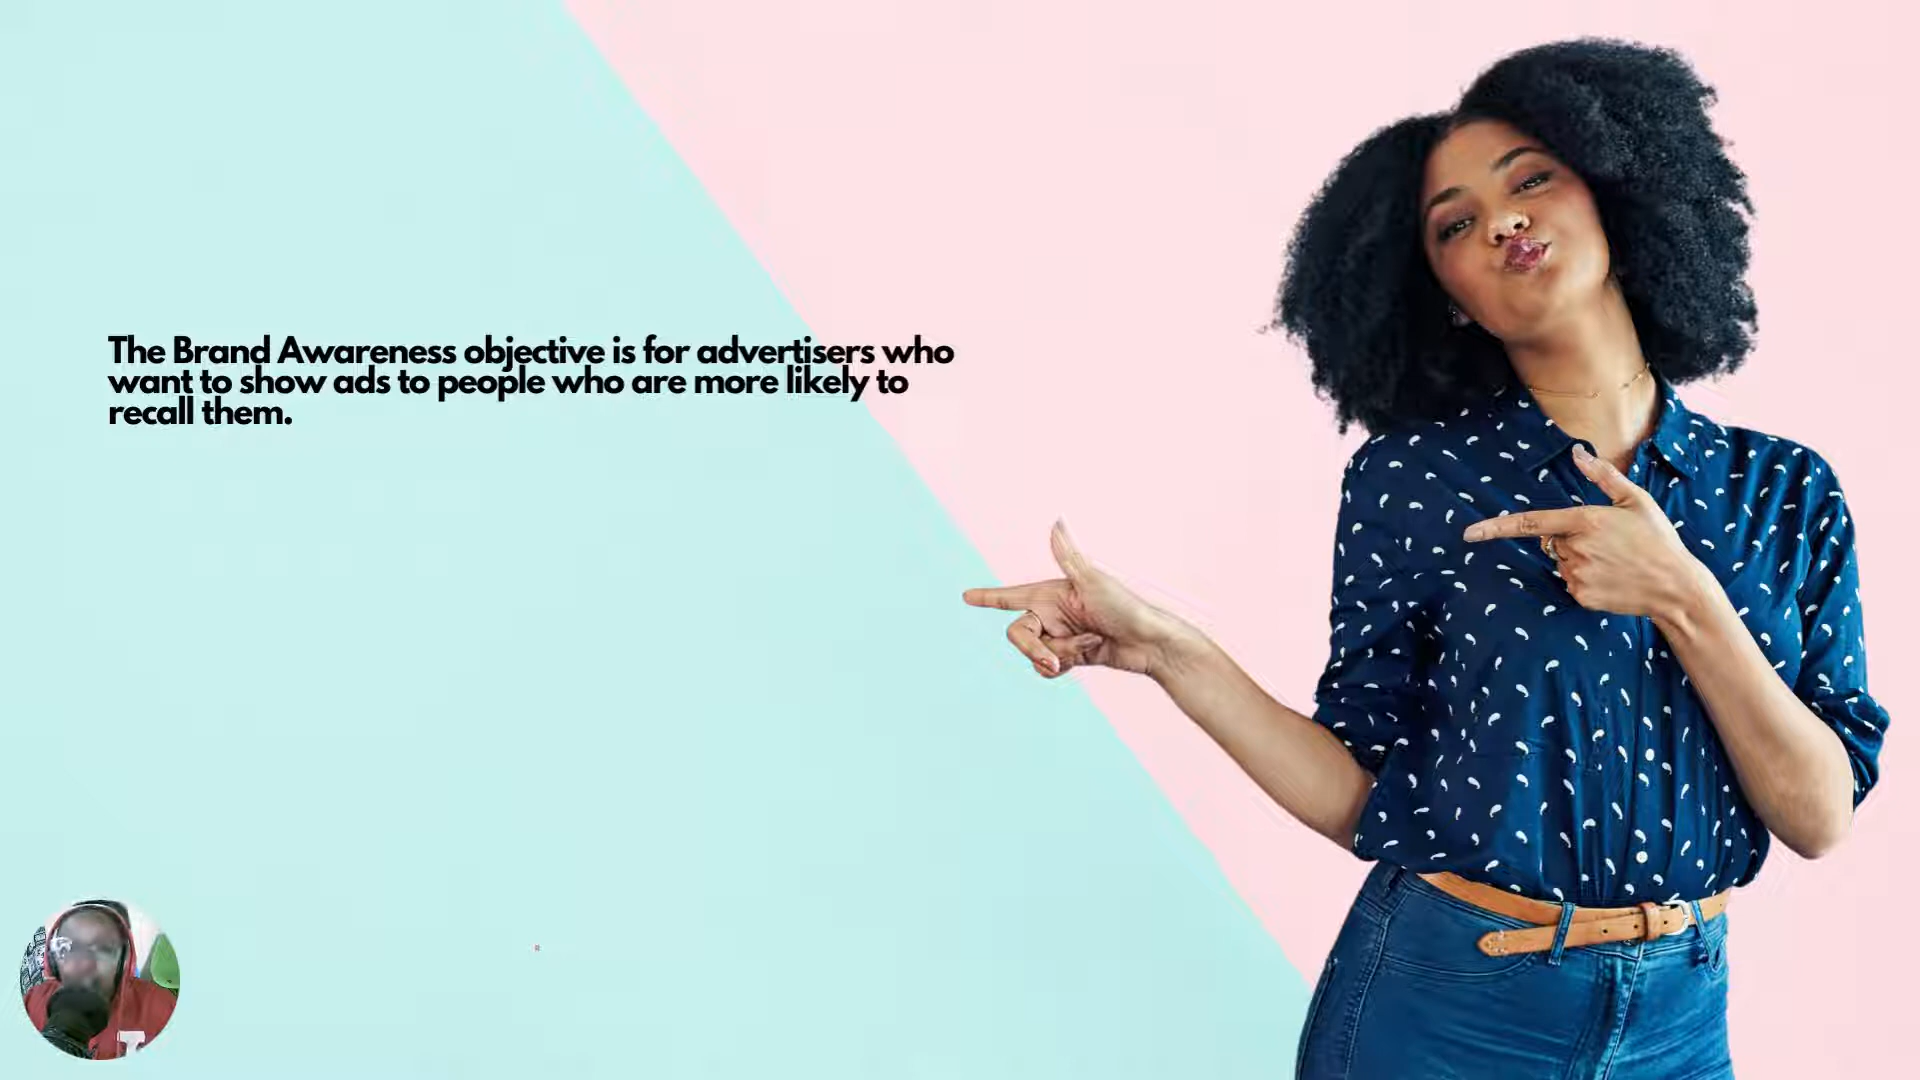 The Brand Awareness objective is for advertisers who
want to show ads to people who are more likely to
recall them.